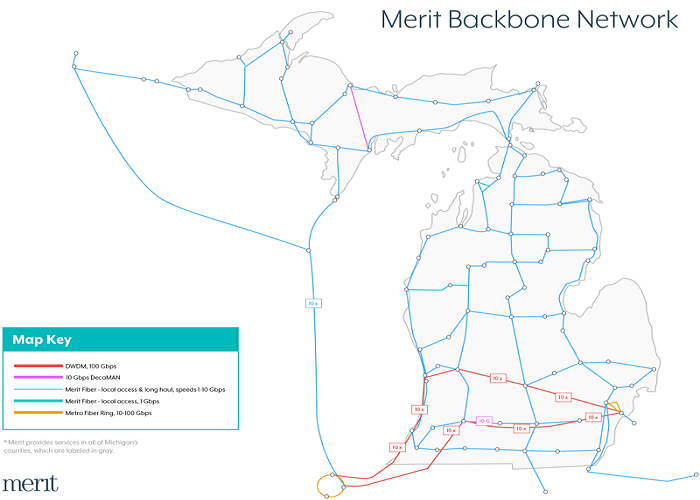 Merit Backbone Network
10 x
10 x
10 x
10 x
10 x
10 x
10 G
10 x
10 x
10 x
Map Key
DWDM, 100 Gbps
10 Gbps DecaMAN
Merit Fiber - local access & long haul, speeds 1-10 Gbps
Merit Fiber - local access, 1 Gbps
Metro Fiber Ring, 10-100 Gbps
* Merit provides services in all of Michigan's
counties, which are labeled in gray.
merit